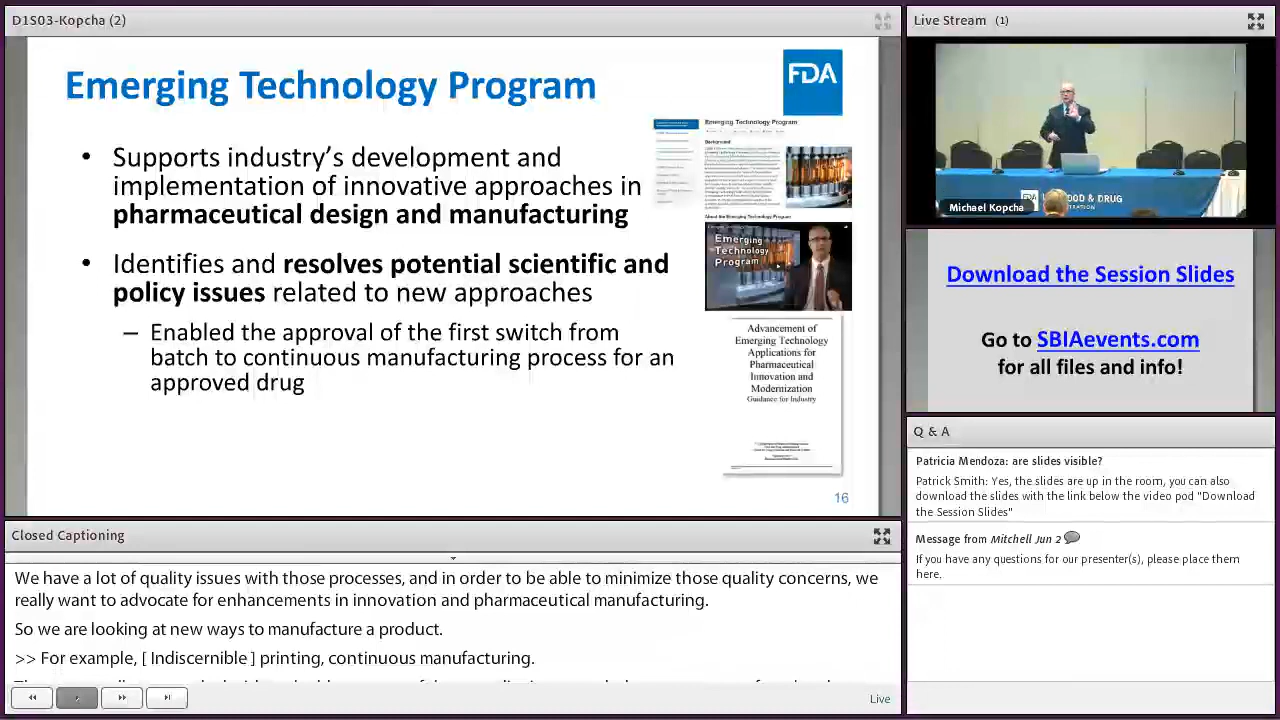 D1S03-Kopcha (2)
Emerging Technology Program
FDA
• Supports industry's development and
implementation of innovative approaches in
pharmaceutical design and manufacturing
• Identifies and resolves potential scientific and
policy issues related to new approaches
– Enabled the approval of the first switch from
batch to continuous manufacturing process for an
approved drug
Emerging Technology Program
Background
About the Emerging Technology Program
Emerging
Technology
Program
Advancement of
Emerging Technology
Applications for
Pharmaceutical
Innovation and
Modernization
Guidance for Industry
16
Closed Captioning
We have a lot of quality issues with those processes, and in order to be able to minimize those quality concerns, we
really want to advocate for enhancements in innovation and pharmaceutical manufacturing.
So we are looking at new ways to manufacture a product.
>> For example, [ Indiscernible ] printing, continuous manufacturing.
Live
Live Stream (1)
Michael Kopcha
FDA
OOD & DRUG
Download the Session Slides
Go to SBIAevents.com
for all files and info!
Q & A
Patricia Mendoza: are slides visible?
Patrick Smith: Yes, the slides are up in the room, you can also
download the slides with the link below the video pod "Download
the Session Slides"
Message from Mitchell Jun 2
If you have any questions for our presenter(s), please place them
here.